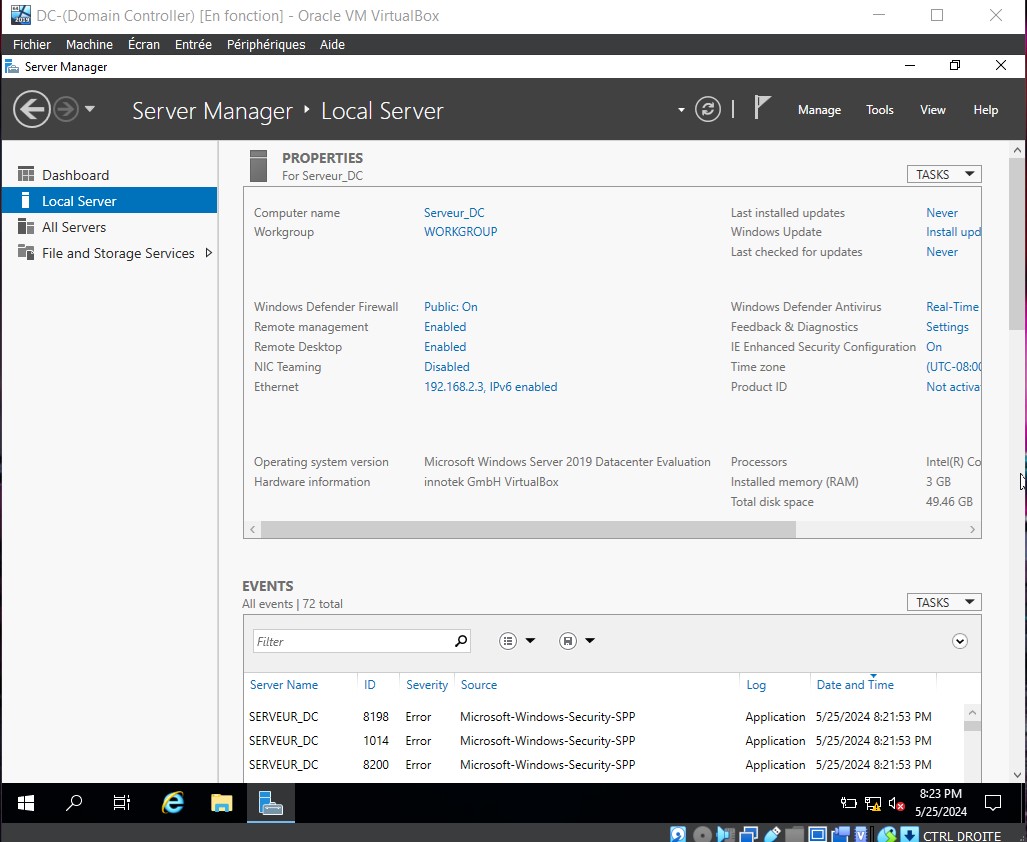 DC-(Domain Controller) [En fonction] - Oracle VM VirtualBox
Fichier Machine Écran Entrée Périphériques Aide
Server Manager
Server Manager ‣ Local Server
Manage Tools View Help
Dashboard
Local Server
All Servers
File and Storage Services
PROPERTIES
For Serveur_DC
TASKS
Computer name Serveur_DC Last installed updates Never
Workgroup WORKGROUP Windows Update Install upd
Last checked for updates Never
Windows Defender Firewall Public: On Windows Defender Antivirus Real-Time
Remote management Enabled Feedback & Diagnostics Settings
Remote Desktop Enabled IE Enhanced Security Configuration On
NIC Teaming Disabled Time zone (UTC-08:00
Ethernet 192.168.2.3, IPv6 enabled Product ID Not activa
Operating system version Microsoft Windows Server 2019 Datacenter Evaluation Processors Intel(R) Co
Hardware information innotek GmbH VirtualBox Installed memory (RAM) 3 GB
Total disk space 49.46 GB
EVENTS
All events | 72 total
TASKS
Filter
Server Name ID Severity Source Log Date and Time
SERVEUR_DC 8198 Error Microsoft-Windows-Security-SPP Application 5/25/2024 8:21:53 PM
SERVEUR_DC 1014 Error Microsoft-Windows-Security-SPP Application 5/25/2024 8:21:53 PM
SERVEUR_DC 8200 Error Microsoft-Windows-Security-SPP Application 5/25/2024 8:21:53 PM
8:23 PM
5/25/2024
CTRL DROITE